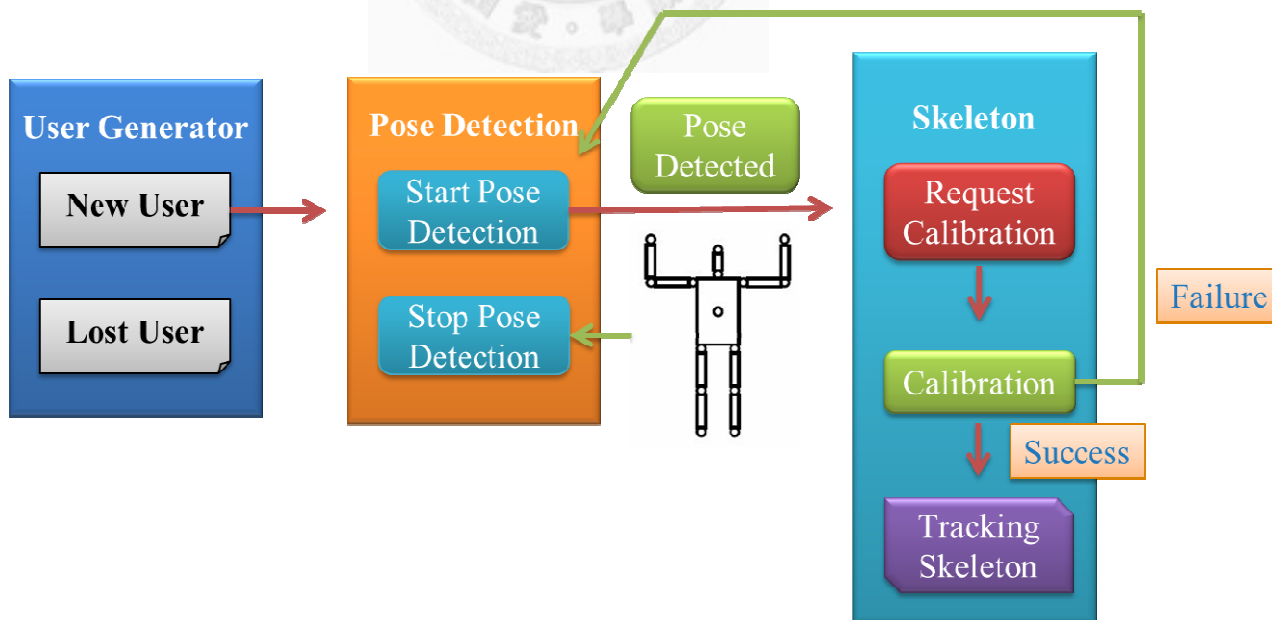 User Generator
New User
Lost User
Pose Detection
Start Pose
Detection
Stop Pose
Detection
Pose
Detected
Skeleton
Request
Calibration
Calibration
Failure
Success
Tracking
Skeleton